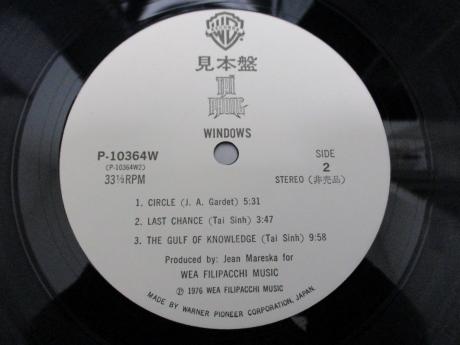 見本盤
TAI
PHONG
WINDOWS
P-10364W
(P-10364W2)
33⅓RPM
SIDE
2
STEREO (非売品)
1. CIRCLE (J. A. Gardet) 5:31
2. LAST CHANCE (Tai Sinh) 3:47
3. THE GULF OF KNOWLEDGE (Tai Sinh) 9:58
Produced by: Jean Mareska for
WEA FILIPACCHI MUSIC
Ⓟ 1976 WEA FILIPACCHI MUSIC
MADE BY WARNER PIONEER CORPORATION, JAPAN.